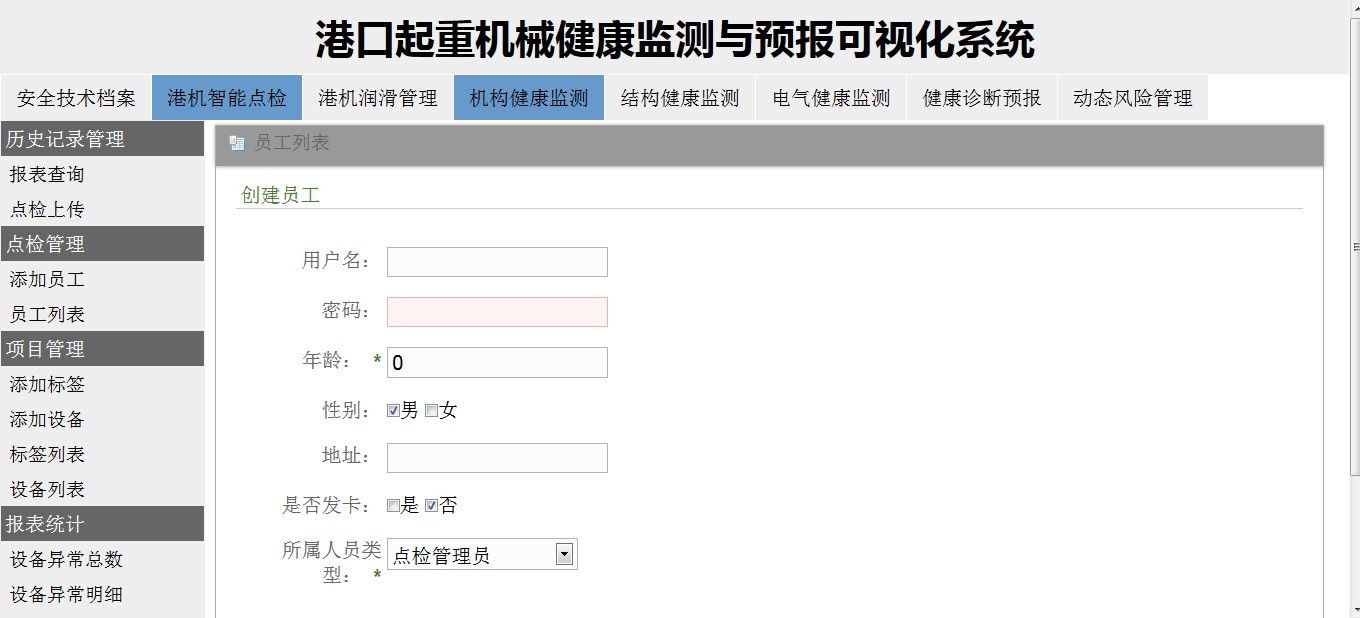 港口起重机械健康监测与预报可视化系统
安全技术档案 港机智能点检 港机润滑管理 机构健康监测 结构健康监测 电气健康监测 健康诊断预报 动态风险管理
历史记录管理
报表查询
点检上传
点检管理
添加员工
员工列表
项目管理
添加标签
添加设备
标签列表
设备列表
报表统计
设备异常总数
设备异常明细
员工列表
创建员工
用户名：
密码：
年龄： * 0
性别： 男 女
地址：
是否发卡： 是 否
所属人员类 点检管理员
型： *